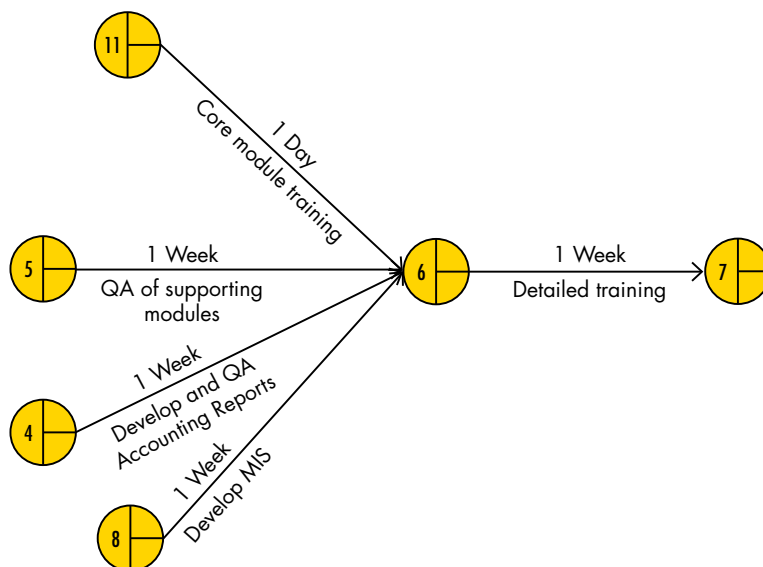 11
1 Day
Core module training
5
1 Week
QA of supporting
modules
6
1 Week
Detailed training
7
4
1 Week
Develop and QA
Accounting Reports
8
1 Week
Develop MIS